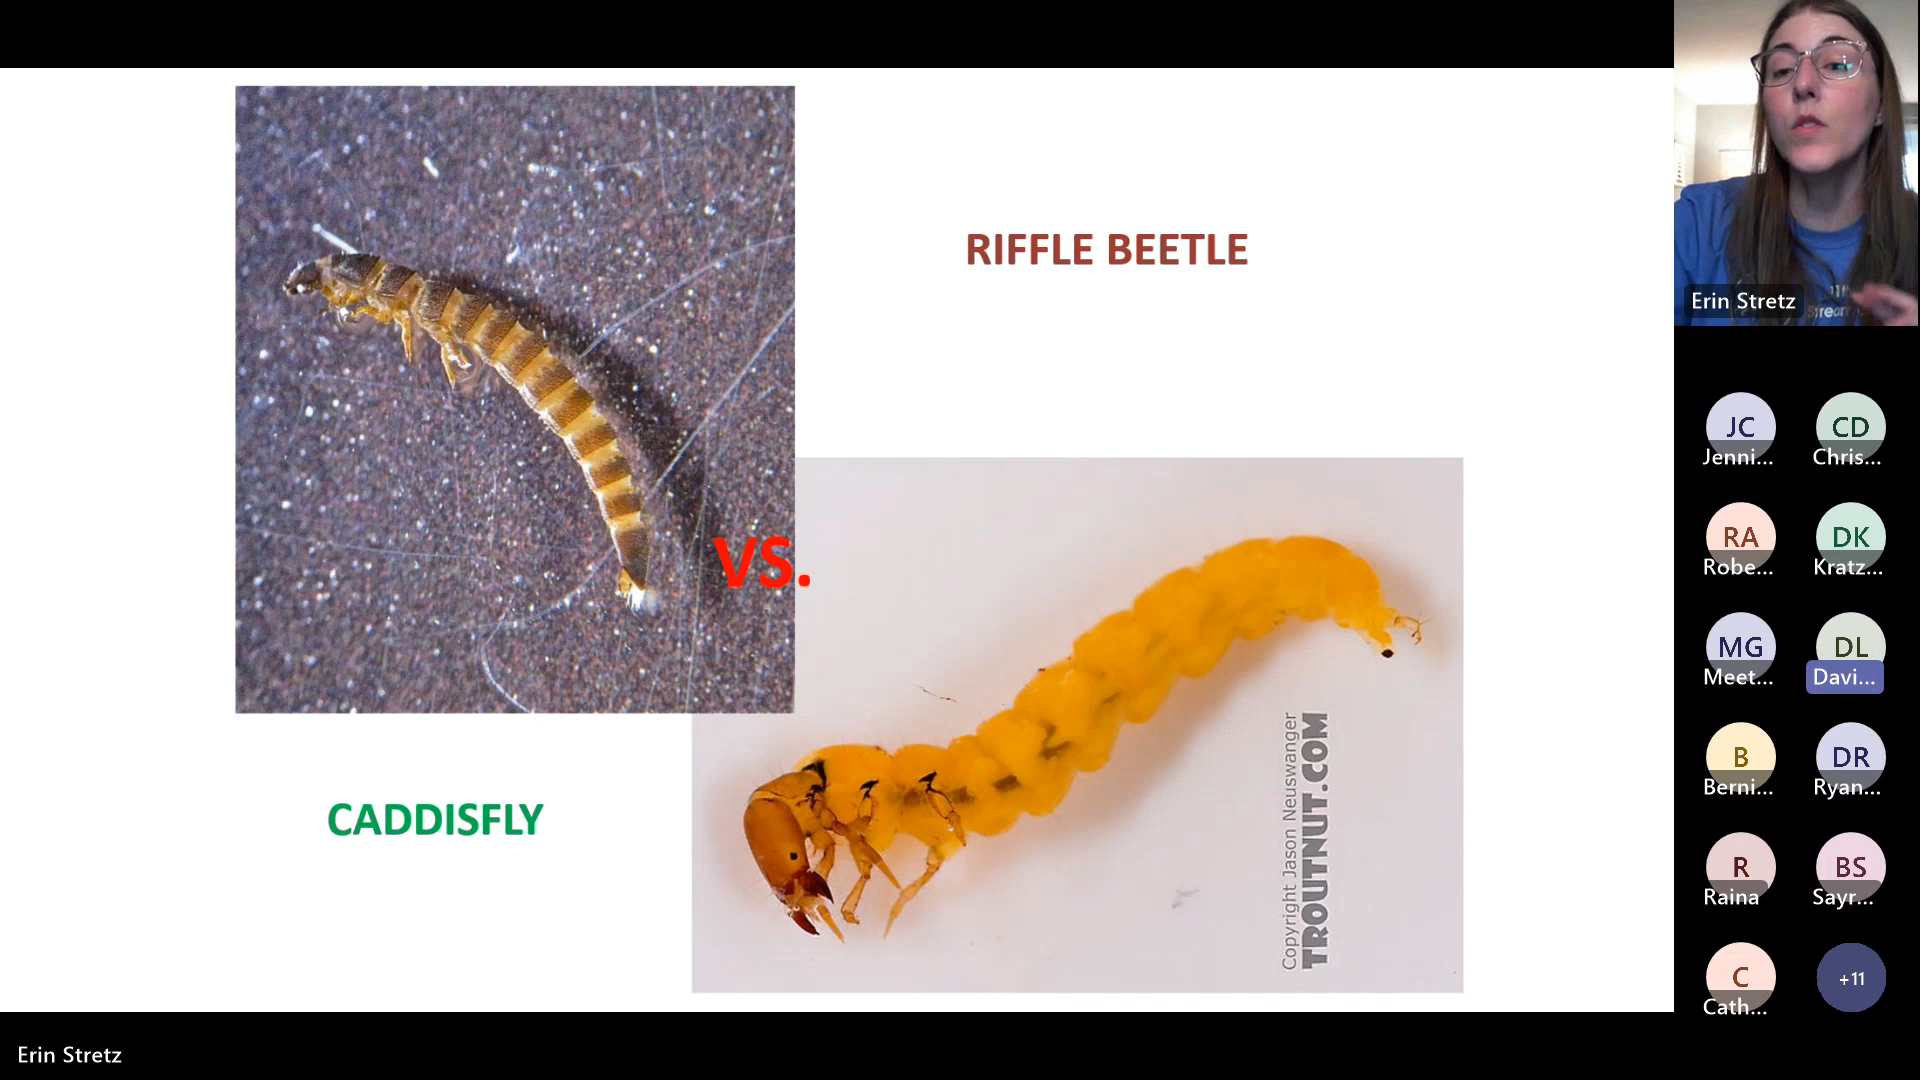 RIFFLE BEETLE
VS.
CADDISFLY
Copyright Jason Neuswanger
TROUTNUT.COM
Erin Stretz
JC
Jenni...
CD
Chris...
RA
Robe...
DK
Kratz...
MG
Meet...
DL
Davi...
B
Berni...
DR
Ryan...
R
Raina
BS
Sayr...
C
Cath...
+11
Erin Stretz